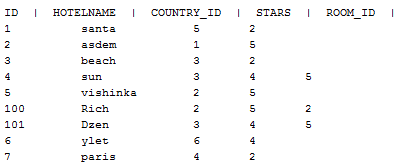 ID | HOTELNAME | COUNTRY_ID | STARS | ROOM_ID |
1 santa 5 2
2 asdem 1 5
3 beach 3 2
4 sun 3 4 5
5 vishinka 2 5
100 Rich 2 5 2
101 Dzen 3 4 5
6 ylet 6 4
7 paris 4 2